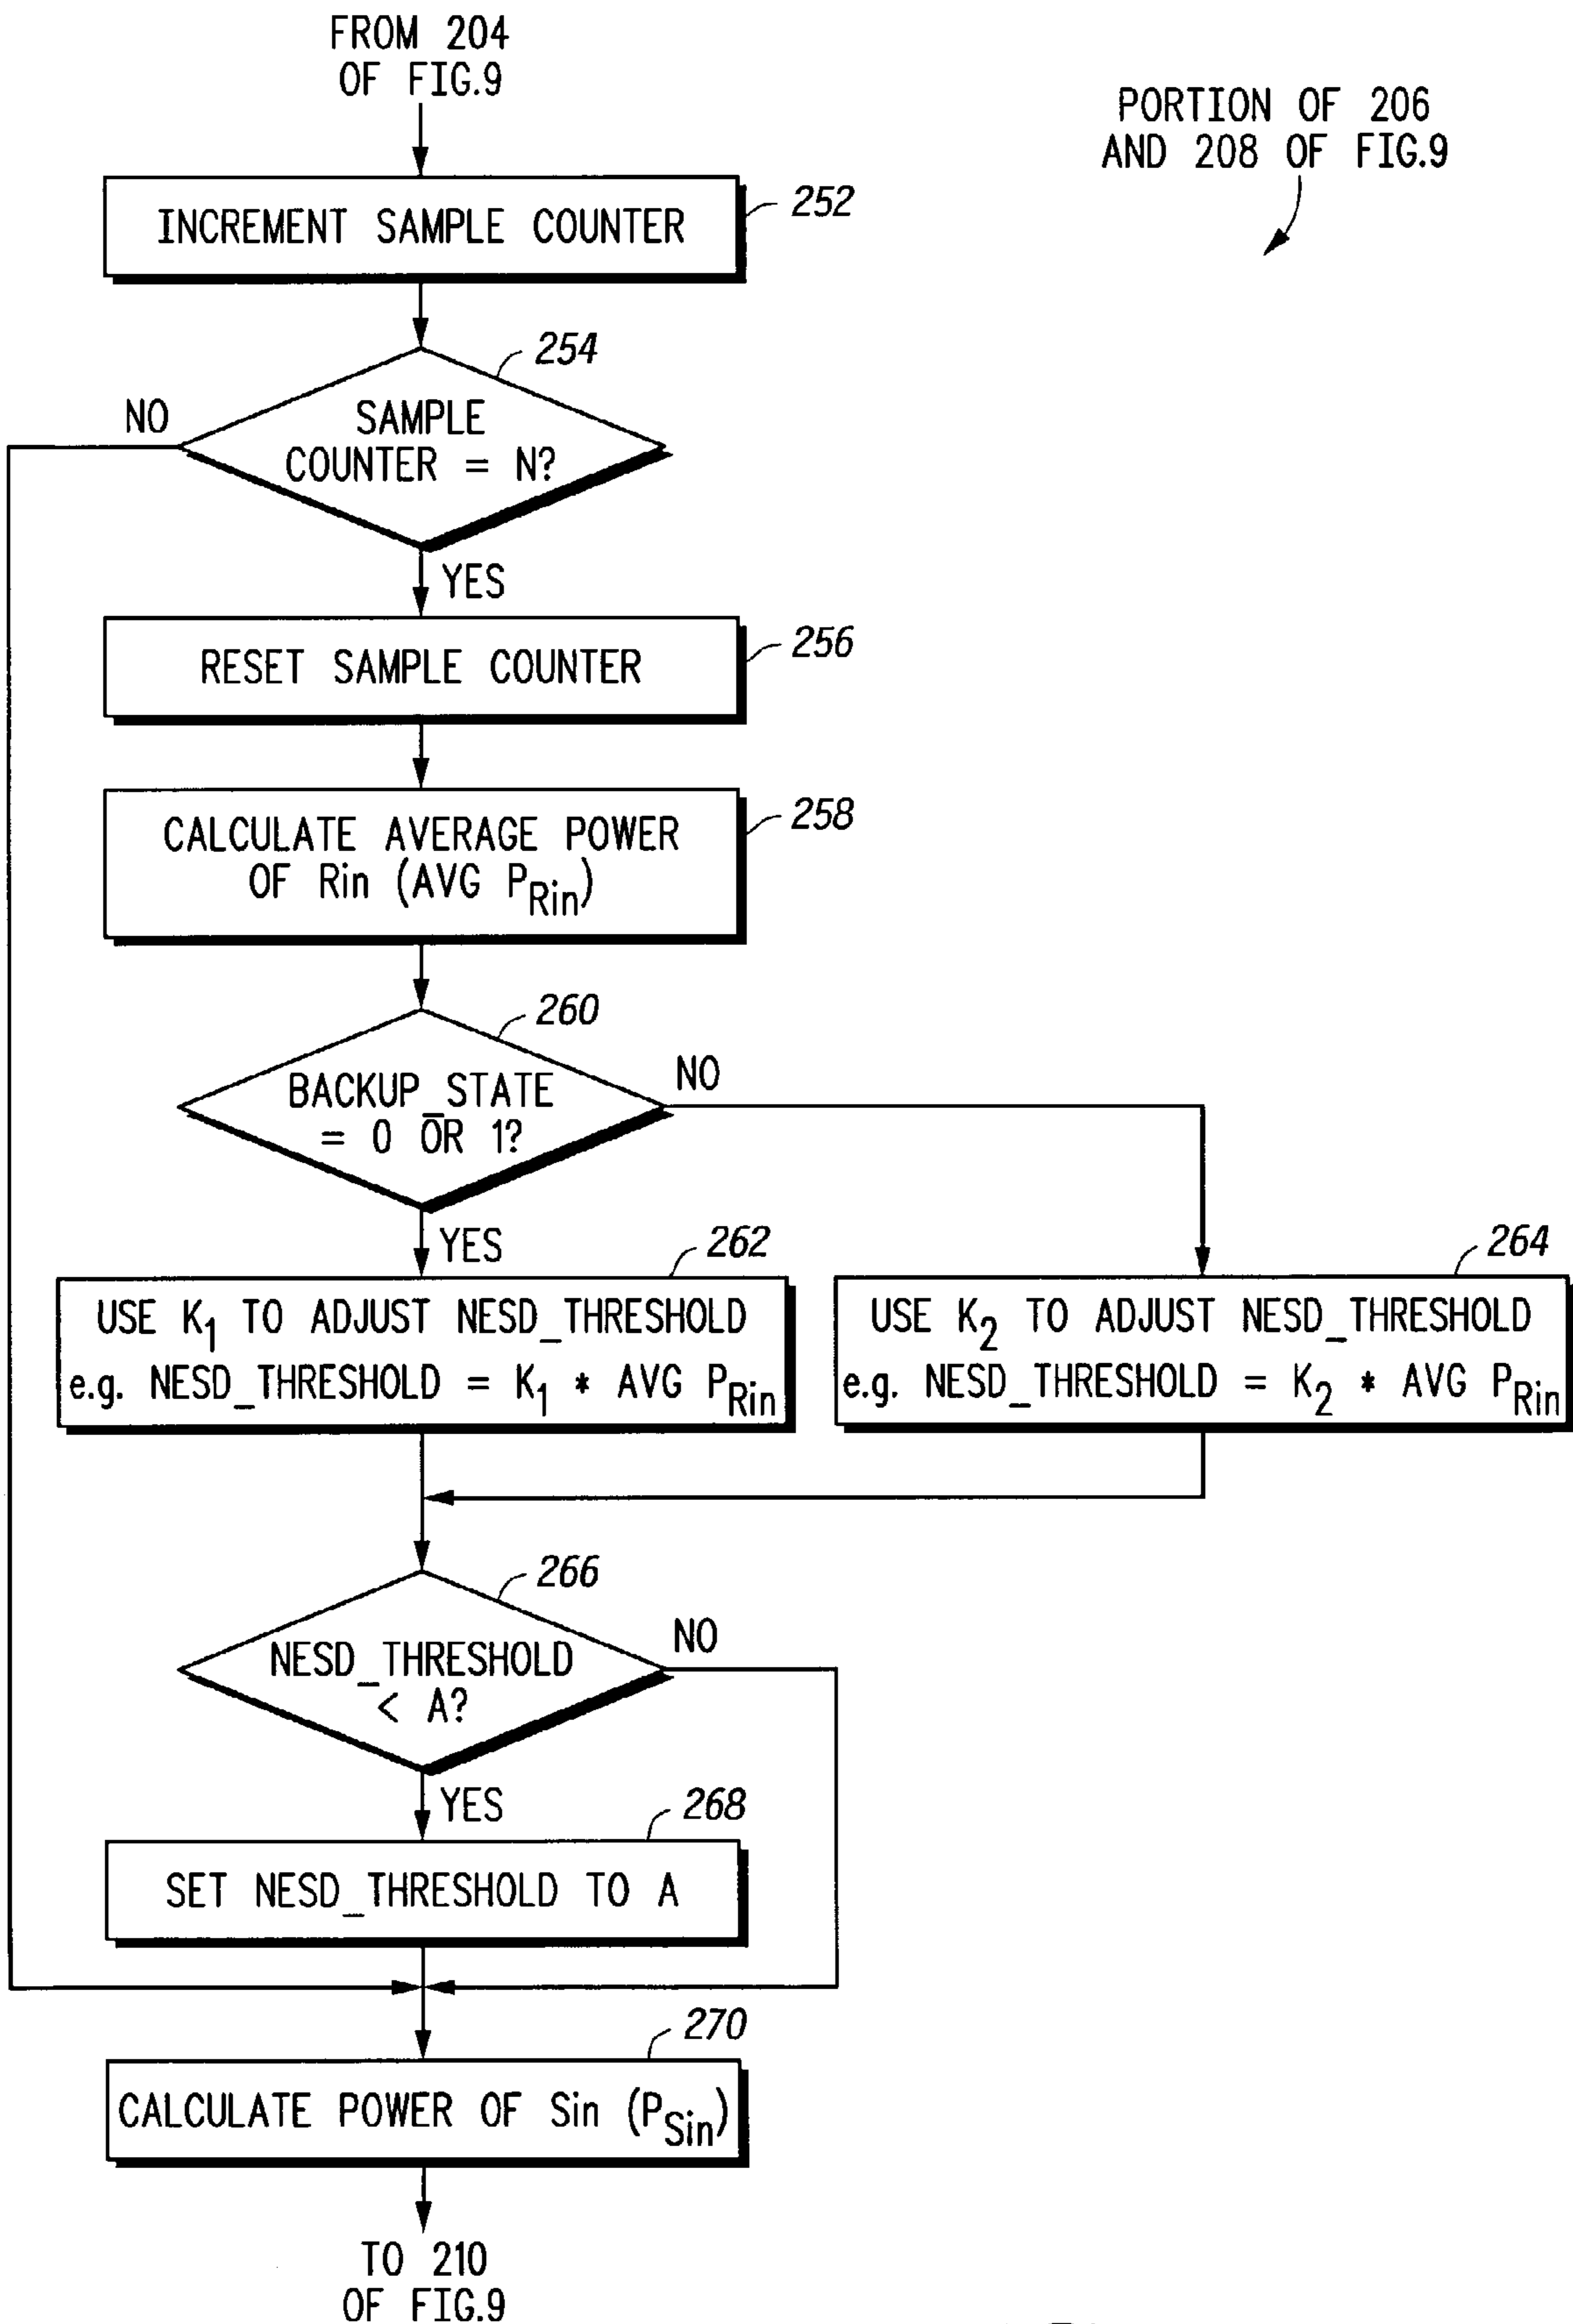 FROM 204
OF FIG.9
PORTION OF 206
AND 208 OF FIG.9
INCREMENT SAMPLE COUNTER
252
254
NO
SAMPLE
COUNTER = N?
YES
RESET SAMPLE COUNTER
256
CALCULATE AVERAGE POWER
OF Rin (AVG P_Rin)
258
260
BACKUP_STATE
= 0 OR 1?
NO
YES
262
USE K1 TO ADJUST NESD_THRESHOLD
e.g. NESD_THRESHOLD = K1 * AVG P_Rin
264
USE K2 TO ADJUST NESD_THRESHOLD
e.g. NESD_THRESHOLD = K2 * AVG P_Rin
266
NESD_THRESHOLD
< A?
NO
YES
268
SET NESD_THRESHOLD TO A
270
CALCULATE POWER OF Sin (P_Sin)
TO 210
OF FIG.9